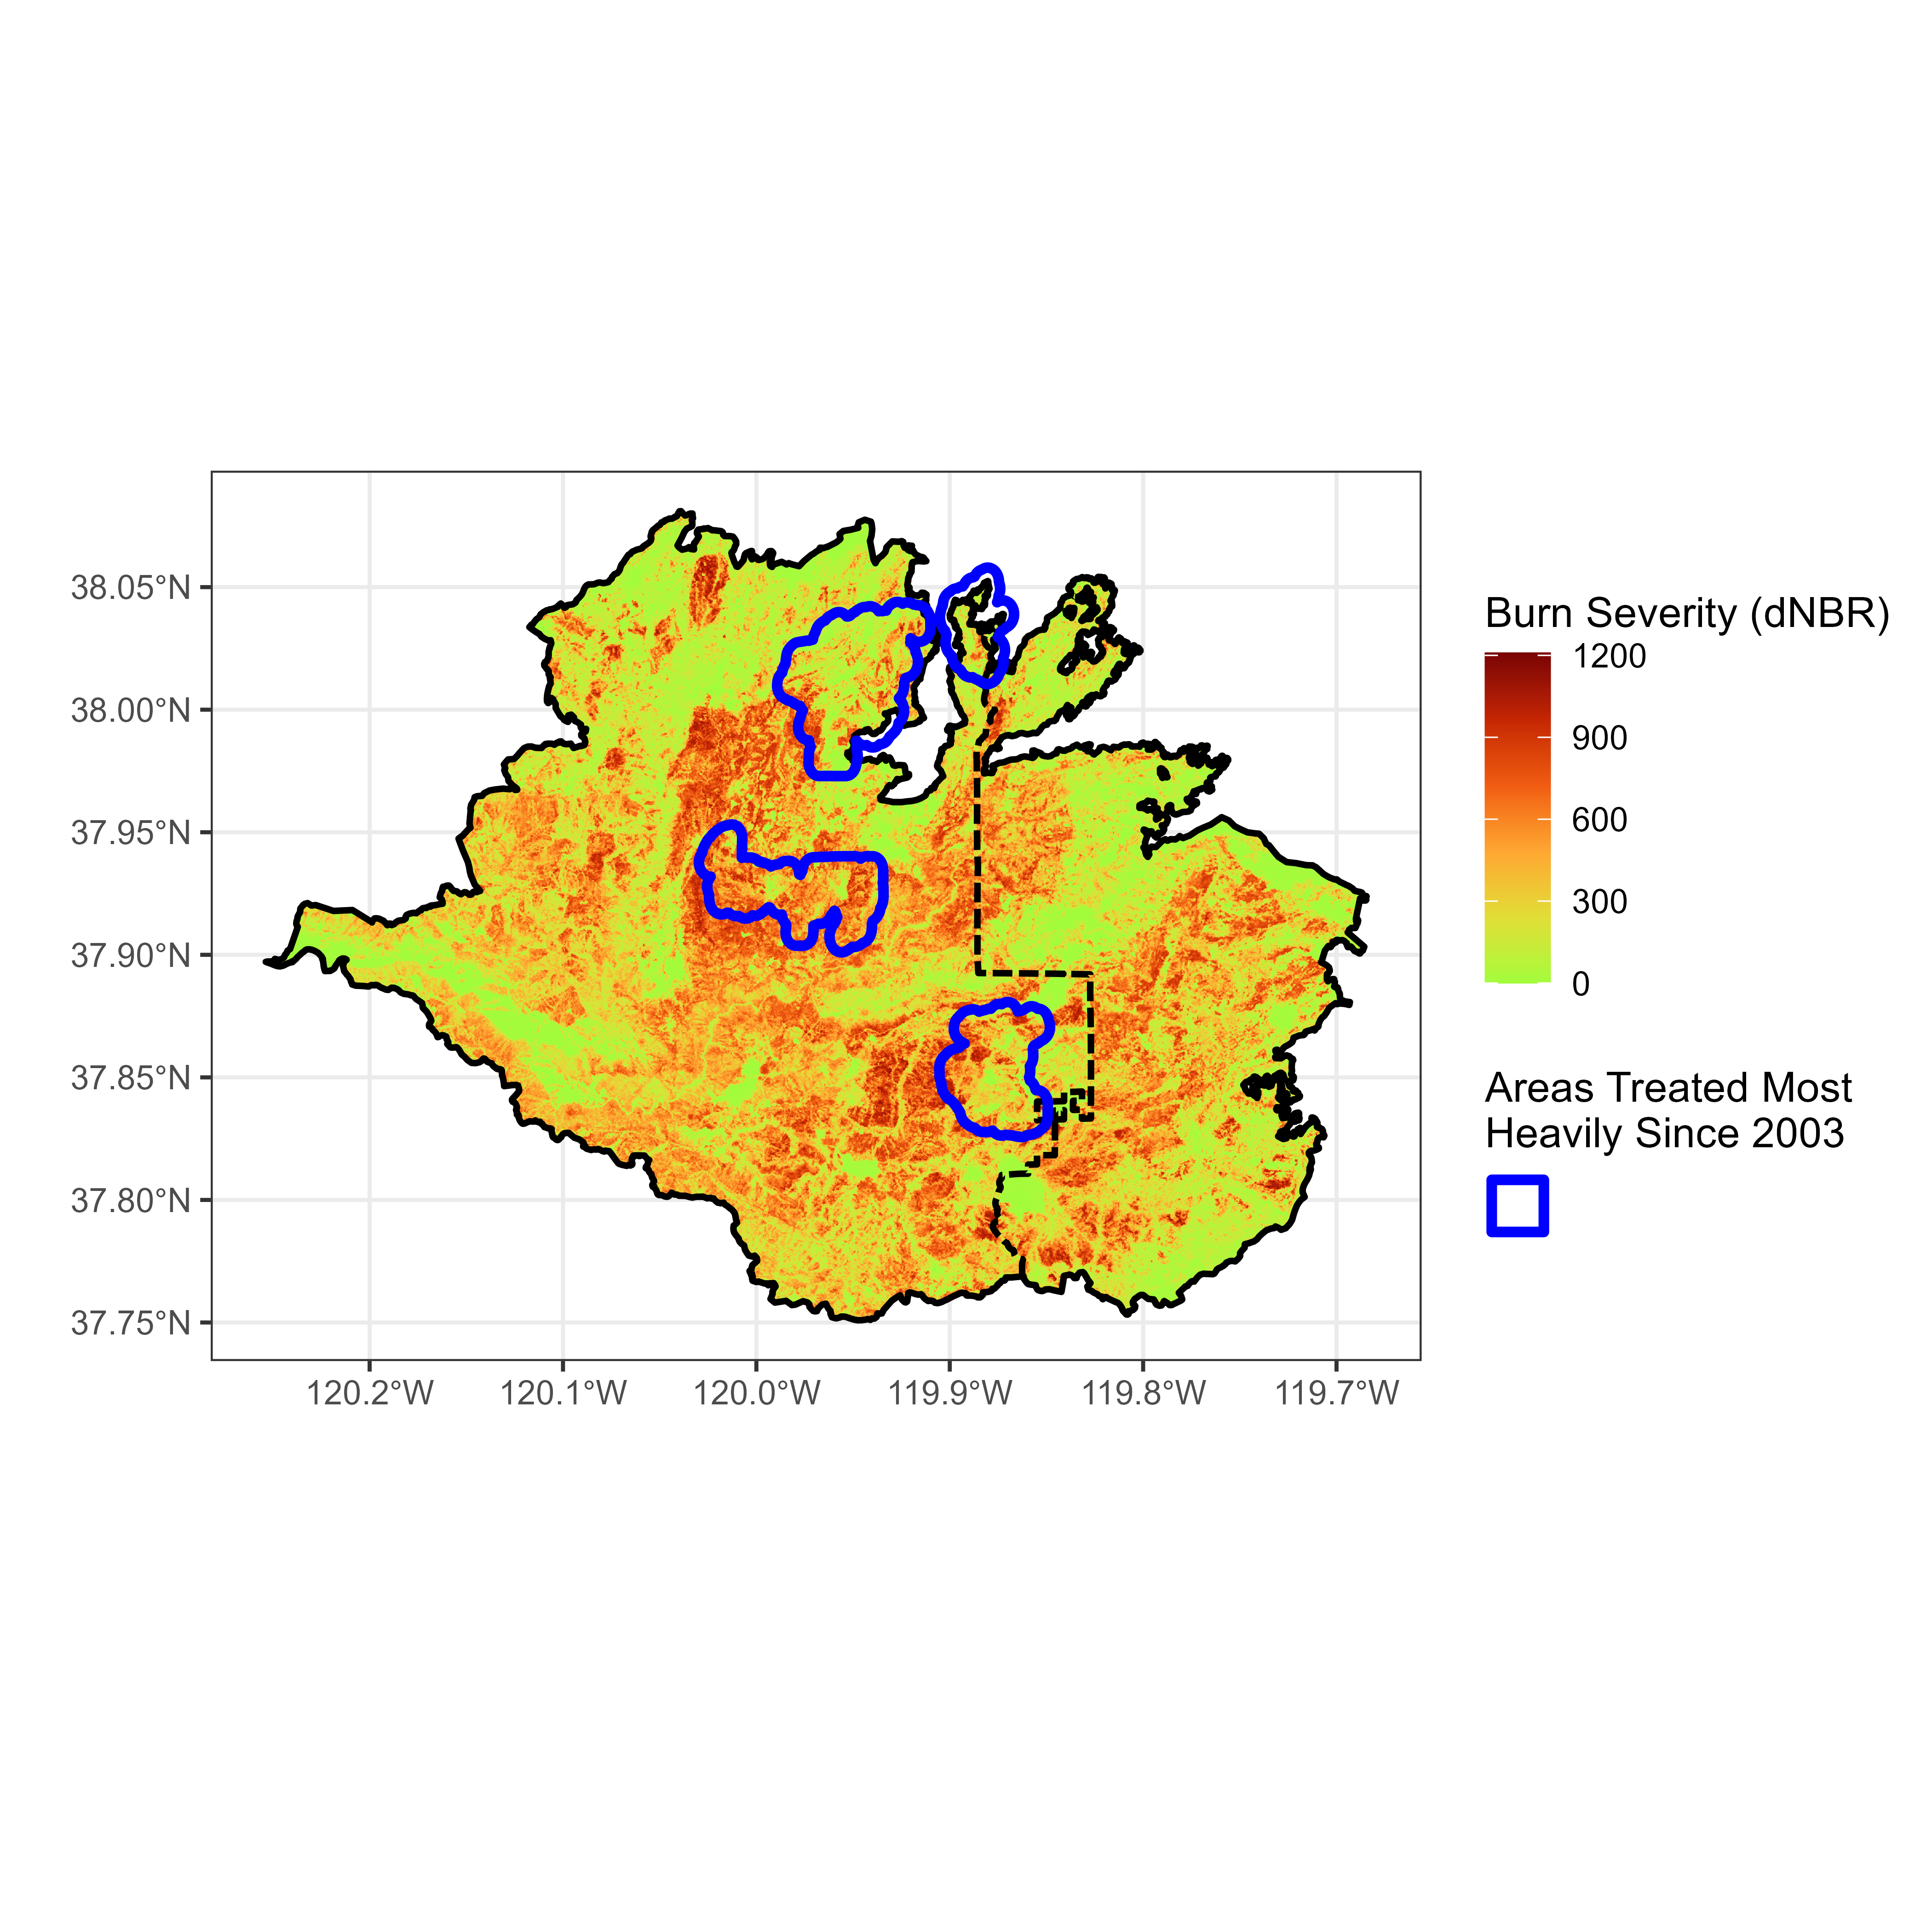 38.05°N
38.00°N
37.95°N
37.90°N
37.85°N
37.80°N
37.75°N
120.2°W
120.1°W
120.0°W
119.9°W
119.8°W
119.7°W
Burn Severity (dNBR)
1200
900
600
300
0
Areas Treated Most
Heavily Since 2003